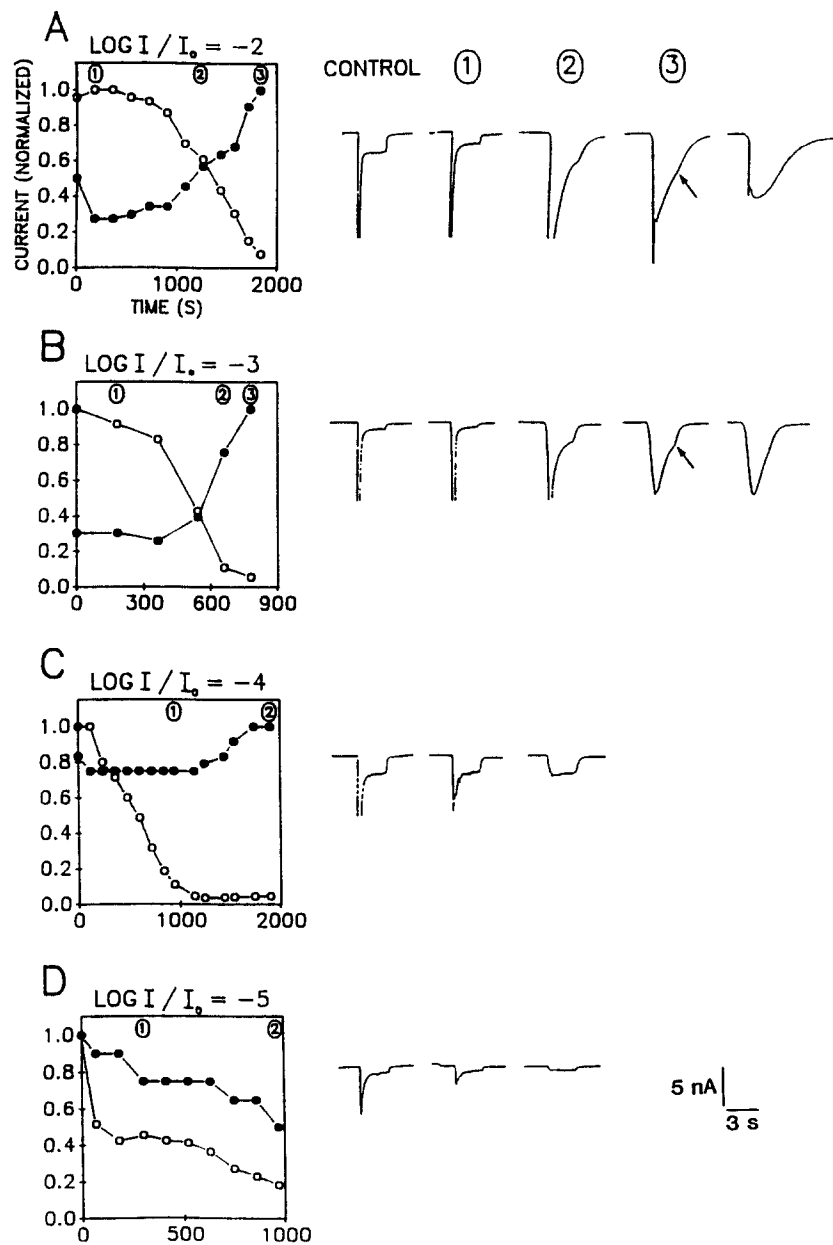 A
LOG I / I₀ = -2
CONTROL ① ② ③
① ② ③
CURRENT (NORMALIZED)
1.0
0.8
0.6
0.4
0.2
0.0
0 1000 2000
TIME (S)
B
LOG I / I₀ = -3
① ② ③
1.0
0.8
0.6
0.4
0.2
0.0
0 300 600 900
C
LOG I / I₀ = -4
① ②
1.0
0.8
0.6
0.4
0.2
0.0
0 1000 2000
D
LOG I / I₀ = -5
① ②
1.0
0.8
0.6
0.4
0.2
0.0
0 500 1000
5 nA
3 s